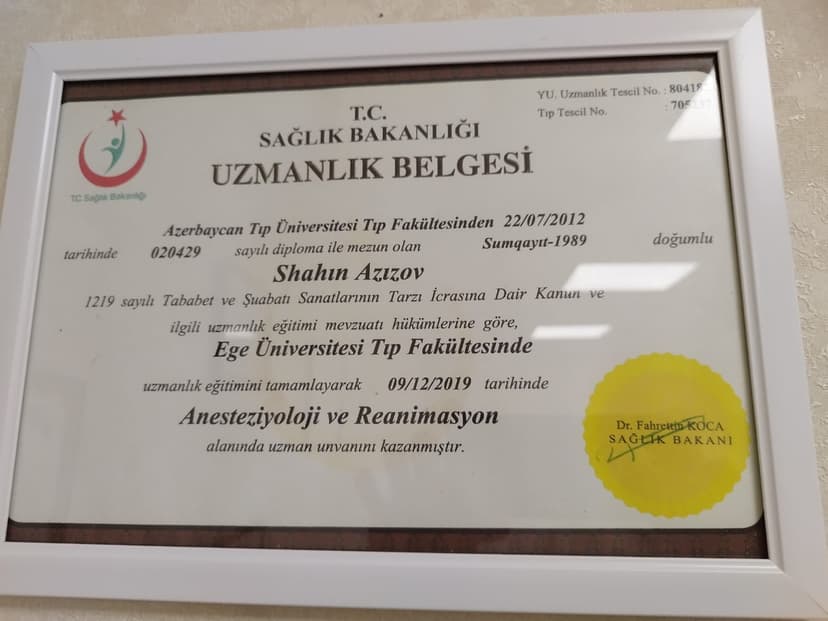 YU. Uzmanlık Tescil No. : 8041
Tıp Tescil No. : 705
T.C.
SAĞLIK BAKANLIĞI
UZMANLIK BELGESİ
T.C.Sağlık Bakanlığı
Azerbaycan Tıp Üniversitesi Tıp Fakültesinden 22/07/2012
tarihinde 020429 sayılı diploma ile mezun olan Sumqayıt-1989 doğumlu
Shahın Azızov
1219 sayılı Tababet ve Şuabatı Sanatlarının Tarzı İcrasına Dair Kanun ve
ilgili uzmanlık eğitimi mevzuatı hükümlerine göre,
Ege Üniversitesi Tıp Fakültesinde
uzmanlık eğitimini tamamlayarak 09/12/2019 tarihinde
Anesteziyoloji ve Reanimasyon
alanında uzman unvanını kazanmıştır.
Dr. Fahrettin KOCA
SAĞLIK BAKANI